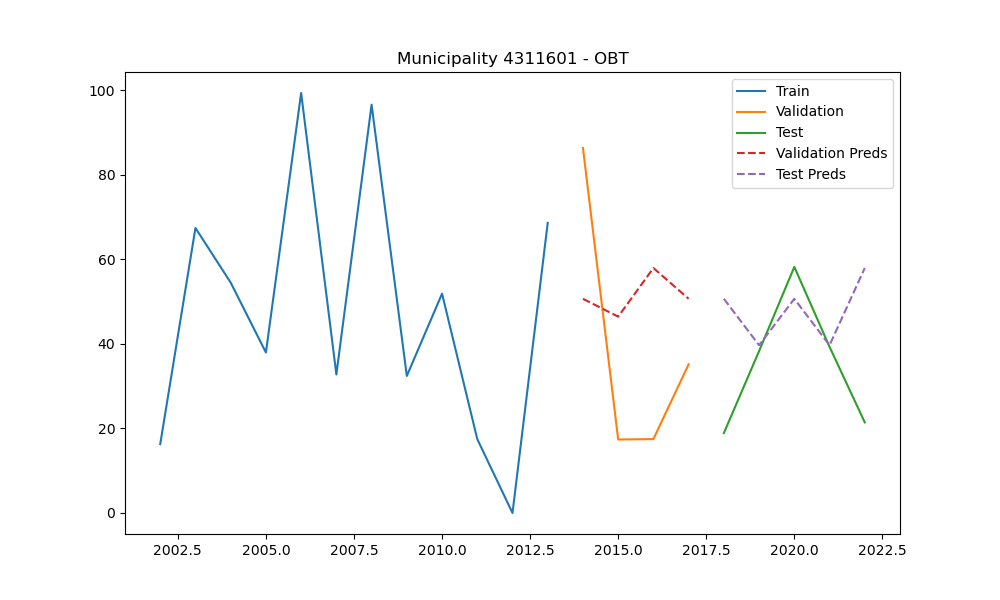 Municipality 4311601 - OBT
Train
Validation
Test
Validation Preds
Test Preds
100
80
60
40
20
0
2002.5 2005.0 2007.5 2010.0 2012.5 2015.0 2017.5 2020.0 2022.5